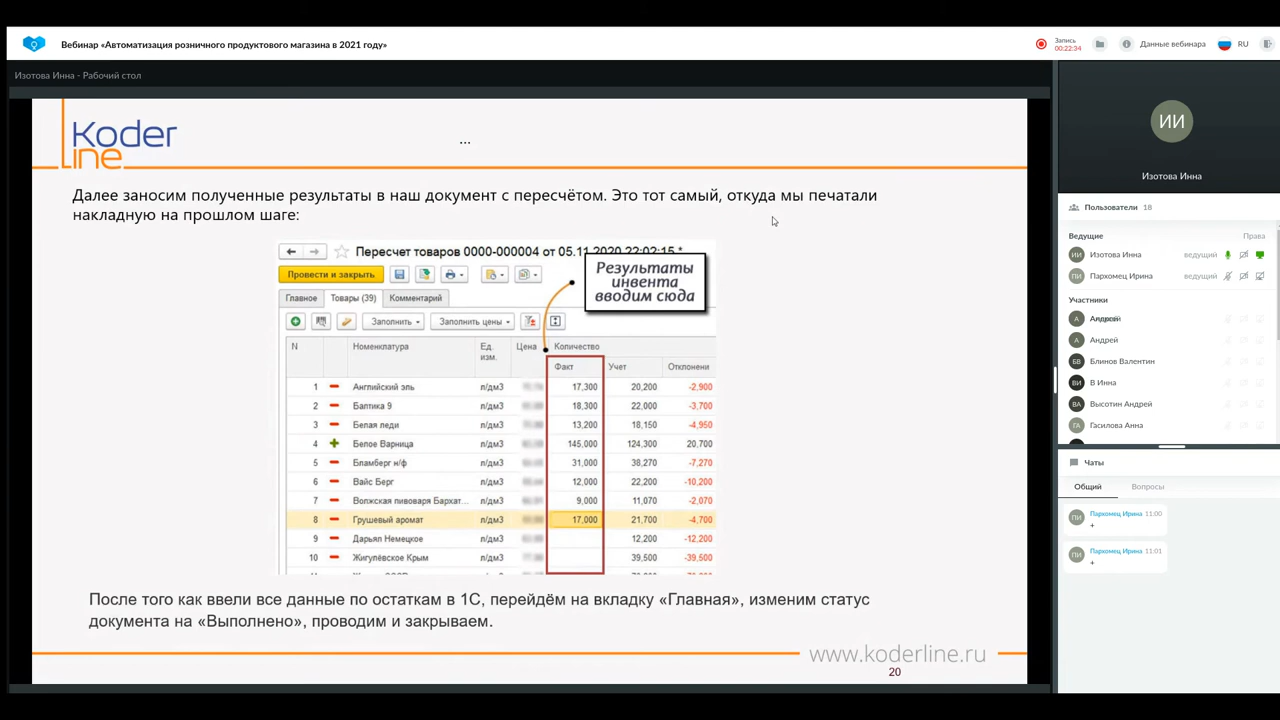 Вебинар «Автоматизация розничного продуктового магазина в 2021 году»
Запись
00:22:34
Данные вебинара
RU
Изотова Инна - Рабочий стол
Koder
line
...
Далее заносим полученные результаты в наш документ с пересчётом. Это тот самый, откуда мы печатали
накладную на прошлом шаге:
Пересчет товаров 0000-000004 от 05.11.2020 22:02:15 *
Провести и закрыть
Результаты
инвента
вводим сюда
Главное Товары (39) Комментарий
Заполнить Заполнить цены
N Номенклатура Ед. изм. Цена Количество
Факт Учет Отклонени
1 Английский эль л/дм3 17,300 20,200 -2,900
2 Балтика 9 л/дм3 18,300 22,000 -3,700
3 Белая леди л/дм3 13,200 18,150 -4,950
4 Белое Варница л/дм3 145,000 124,300 20,700
5 Бламберг н/ф л/дм3 31,000 38,270 -7,270
6 Вайс Берг л/дм3 12,000 22,200 -10,200
7 Волжская пивоваря Бархат... л/дм3 9,000 11,070 -2,070
8 Грушевый аромат л/дм3 17,000 21,700 -4,700
9 Дарьял Немецкое л/дм3 12,200 -12,200
10 Жигулёвское Крым л/дм3 39,500 -39,500
После того как ввели все данные по остаткам в 1С, перейдём на вкладку «Главная», изменим статус
документа на «Выполнено», проводим и закрываем.
www.koderline.ru
20
ИИ
Изотова Инна
Пользователи 18
Ведущие Права
ИИ Изотова Инна ведущий
ПИ Пархомец Ирина ведущий
Участники
А
А Андрей
БВ Блинов Валентин
ВИ В Инна
ВА Высотин Андрей
ГА Гасилова Анна
Чаты
Общий Вопросы
ПИ Пархомец Ирина 11:00
+
ПИ Пархомец Ирина 11:01
+